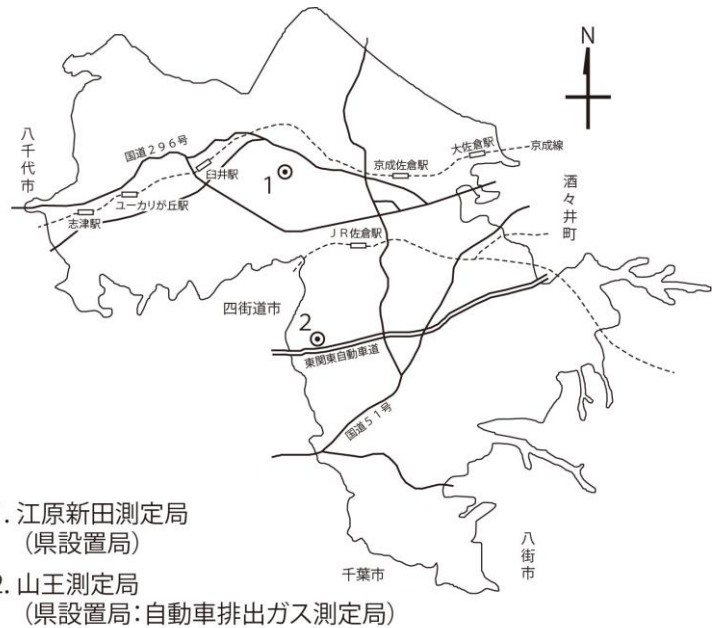 N
八千代市
国道296号
臼井駅
1
京成佐倉駅
大佐倉駅
京成線
ユーカリが丘駅
志津駅
酒々井町
JR佐倉駅
四街道市
2
東関東自動車道
国道51号
千葉市
八街市
. 江原新田測定局
(県設置局)
2. 山王測定局
(県設置局:自動車排出ガス測定局)